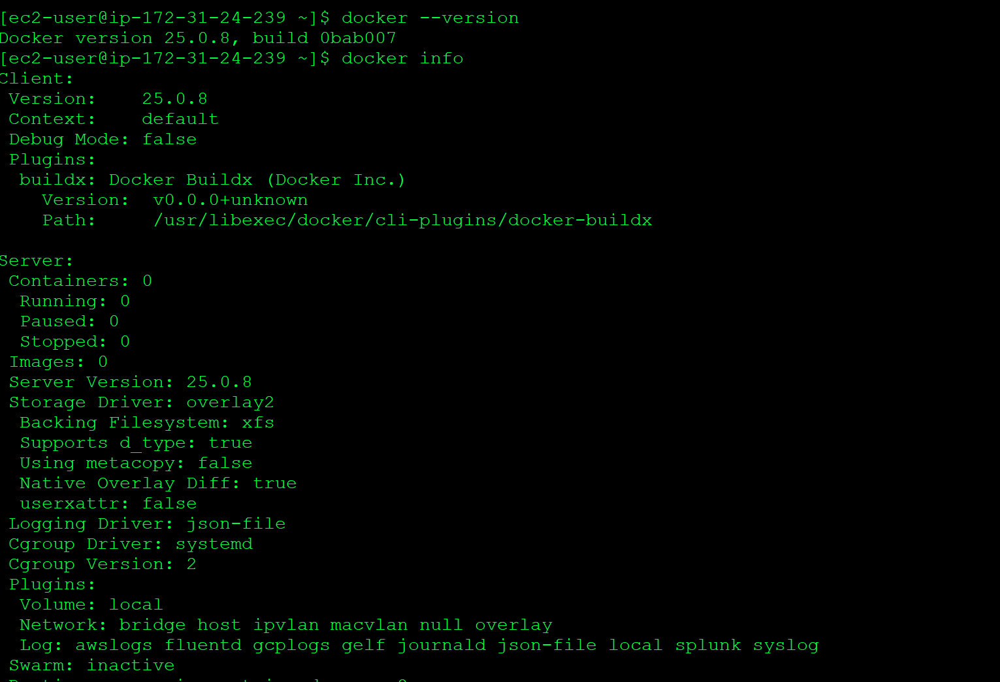 [ec2-user@ip-172-31-24-239 ~]$ docker --version
Docker version 25.0.8, build 0bab007
[ec2-user@ip-172-31-24-239 ~]$ docker info
Client:
 Version:    25.0.8
 Context:    default
 Debug Mode: false
 Plugins:
  buildx: Docker Buildx (Docker Inc.)
    Version:  v0.0.0+unknown
    Path:     /usr/libexec/docker/cli-plugins/docker-buildx

Server:
 Containers: 0
  Running: 0
  Paused: 0
  Stopped: 0
 Images: 0
 Server Version: 25.0.8
 Storage Driver: overlay2
  Backing Filesystem: xfs
  Supports d_type: true
  Using metacopy: false
  Native Overlay Diff: true
  userxattr: false
 Logging Driver: json-file
 Cgroup Driver: systemd
 Cgroup Version: 2
 Plugins:
  Volume: local
  Network: bridge host ipvlan macvlan null overlay
  Log: awslogs fluentd gcplogs gelf journald json-file local splunk syslog
 Swarm: inactive